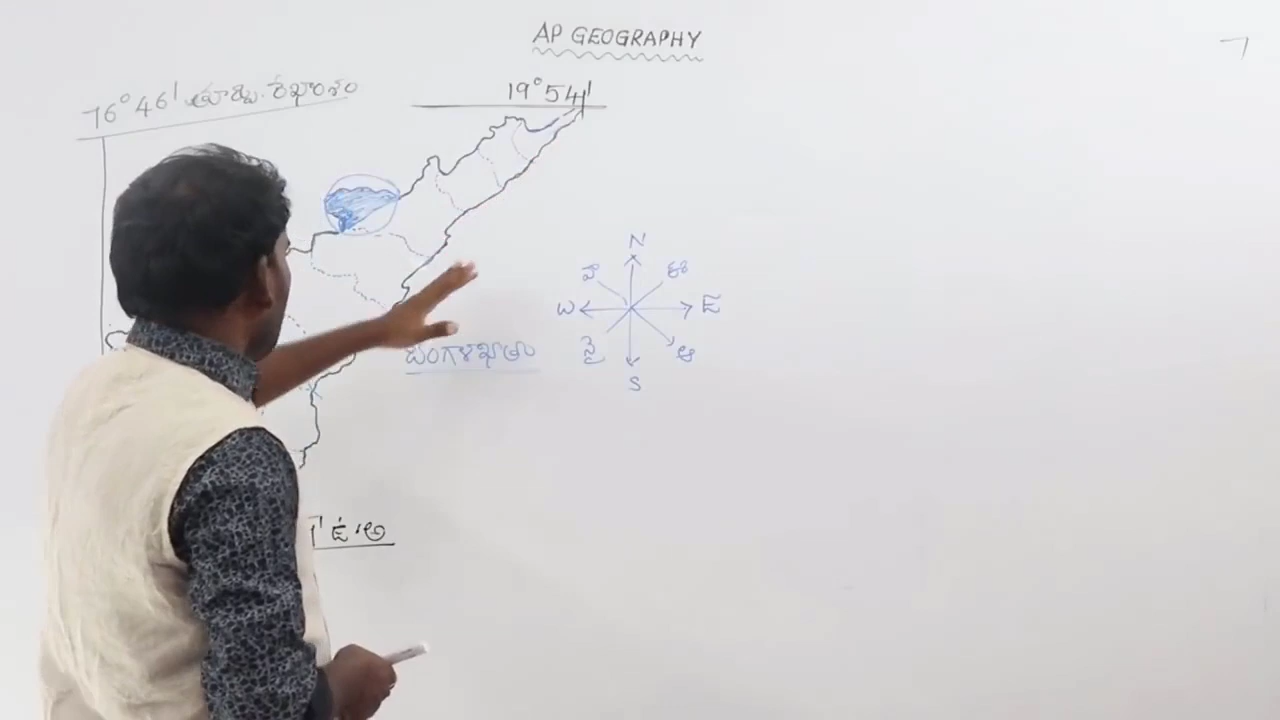 AP GEOGRAPHY
76°46' తూర్పు రేఖాంశం
19°54'
N
వా ఈ
W E
బంగాళాఖాతం
నై ఆ
S
ఉ.అ